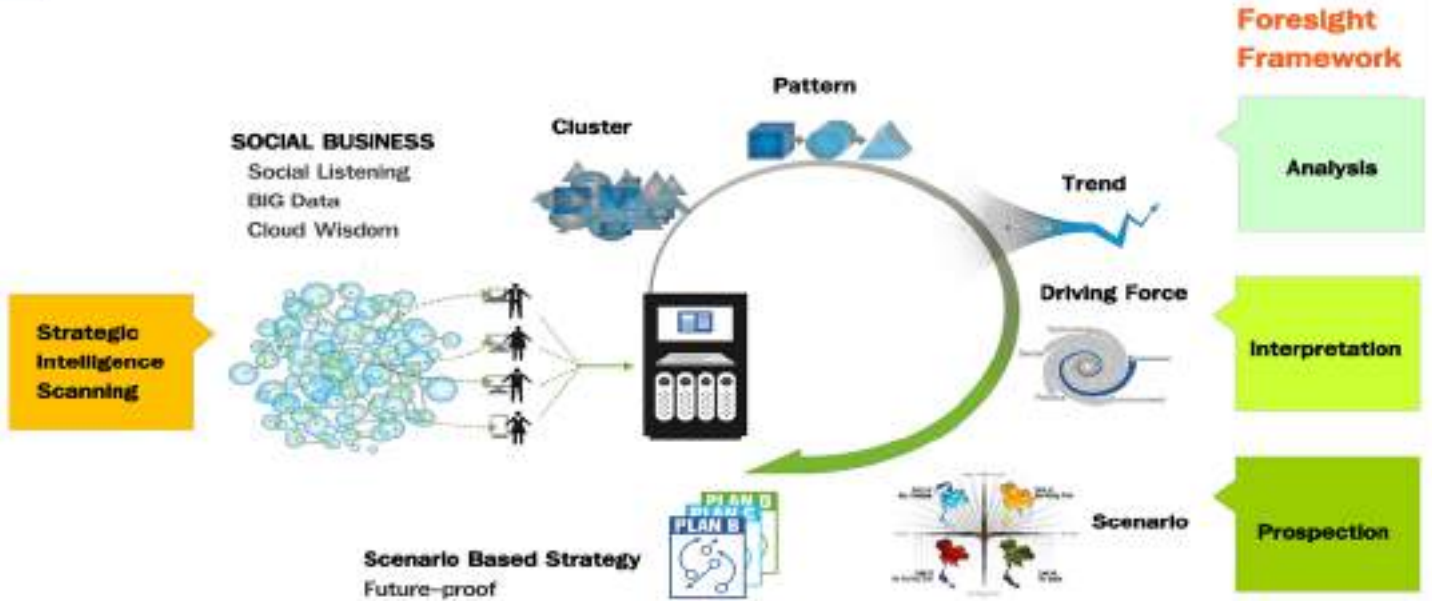 Foresight
Framework
Pattern
Cluster
SOCIAL BUSINESS
Social Listening
BIG Data
Cloud Wisdom
Trend
Analysis
Strategic
Intelligence
Scanning
Driving Force
Interpretation
PLAN D
PLAN C
PLAN B
Scenario
Prospection
Scenario Based Strategy
Future-proof